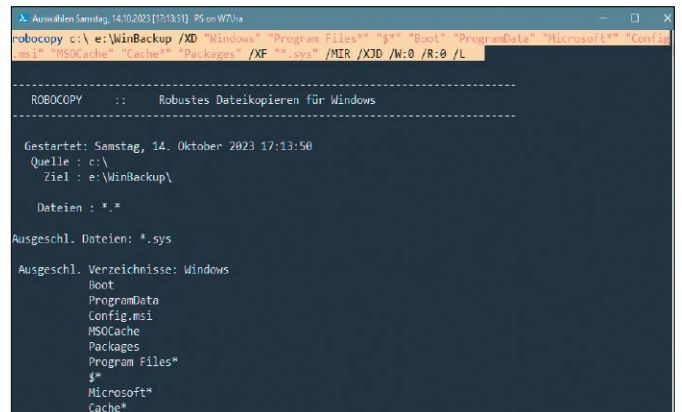 Auswählen Samstag, 14.10.2023 [17:13:51] PS on W7\ha
robocopy c:\ e:\WinBackup /XD "Windows" "Program Files*" "$*" "Boot" "ProgramData" "Microsoft*" "Config
.msi" "MSOCache" "Cache*" "Packages" /XF "*.sys" /MIR /XJD /W:0 /R:0 /L
-------------------------------------------------------------------------------
ROBOCOPY :: Robustes Dateikopieren für Windows
-------------------------------------------------------------------------------
Gestartet: Samstag, 14. Oktober 2023 17:13:50
Quelle : c:\
Ziel : e:\WinBackup\
Dateien : *.*
Ausgeschl. Dateien: *.sys
Ausgeschl. Verzeichnisse: Windows
Boot
ProgramData
Config.msi
MSOCache
Packages
Program Files*
$*
Microsoft*
Cache*